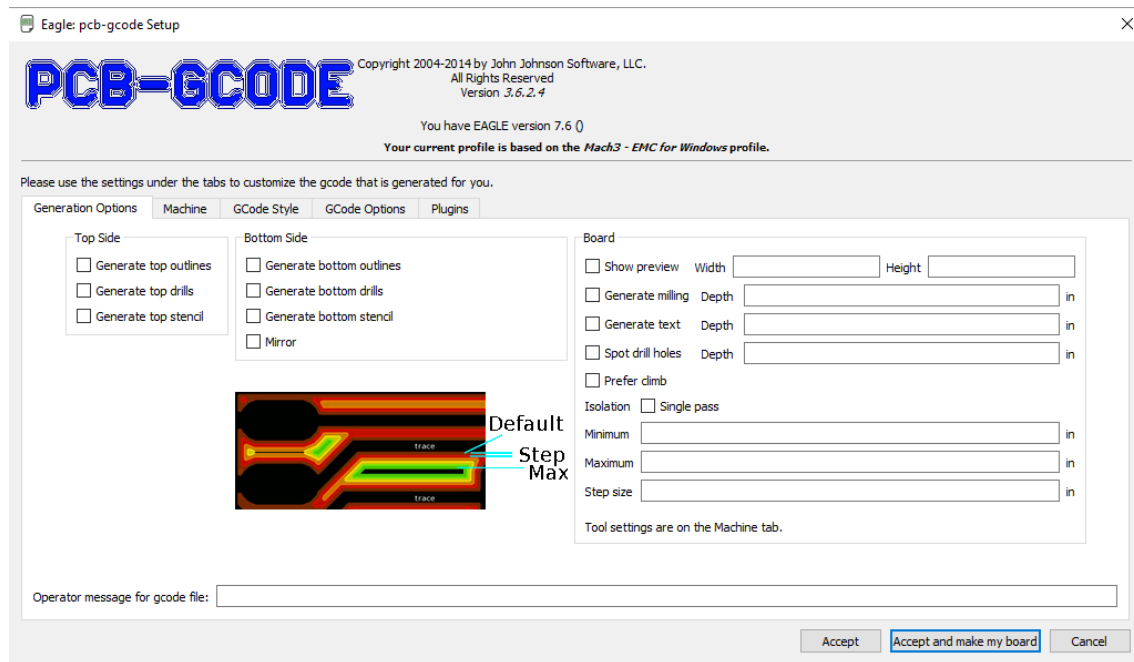 Eagle: pcb-gcode Setup
PCB-GCODE
Copyright 2004-2014 by John Johnson Software, LLC.
All Rights Reserved
Version 3.6.2.4
You have EAGLE version 7.6 ()
Your current profile is based on the Mach3 - EMC for Windows profile.
Please use the settings under the tabs to customize the gcode that is generated for you.
Generation Options Machine GCode Style GCode Options Plugins
Top Side
Generate top outlines
Generate top drills
Generate top stencil
Bottom Side
Generate bottom outlines
Generate bottom drills
Generate bottom stencil
Mirror
trace
trace
Default
Step
Max
Board
Show preview Width Height
Generate milling Depth in
Generate text Depth in
Spot drill holes Depth in
Prefer climb
Isolation Single pass
Minimum in
Maximum in
Step size in
Tool settings are on the Machine tab.
Operator message for gcode file:
Accept Accept and make my board Cancel